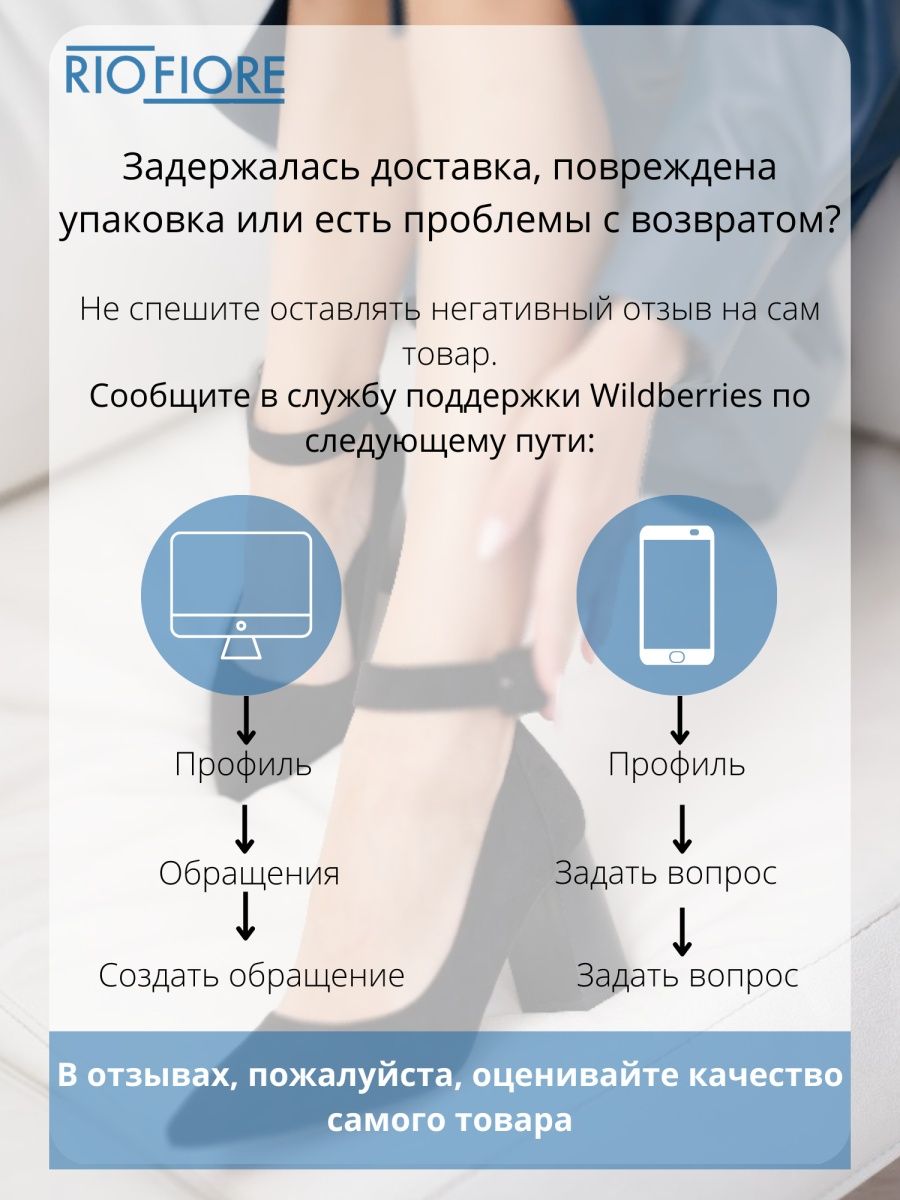 RIOFIORE
Задержалась доставка, повреждена
упаковка или есть проблемы с возвратом?
Не спешите оставлять негативный отзыв на сам
товар.
Сообщите в службу поддержки Wildberries по
следующему пути:
Профиль
Обращения
Создать обращение
Профиль
Задать вопрос
Задать вопрос
В отзывах, пожалуйста, оценивайте качество
самого товара